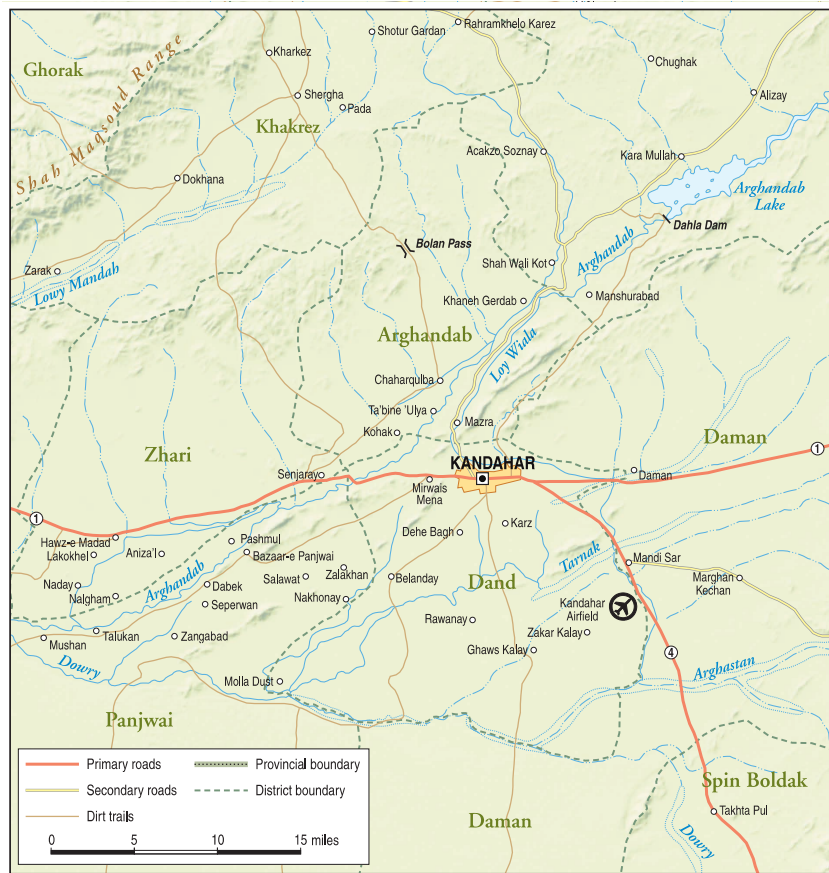 Rahramkhelo Karez
Shotur Gardan
Kharkez
Chughak
Ghorak
Shah Maqsoud Range
Shergha
Pada
Alizay
Khakrez
Acakzo Soznay
Kara Mullah
Dokhana
Arghandab
Lake
Dahla Dam
Bolan Pass
Arghandab
Shah Wali Kot
Zarak
Lowy Mandah
Khaneh Gerdab
Manshurabad
Arghandab
Loy Wiala
Chaharqulba
Ta'bine 'Ulya
Mazra
Kohak
Zhari
Daman
1
KANDAHAR
Senjaray
Daman
Mirwais
Mena
1
Karz
Dehe Bagh
Hawz-e Madad
Lakokhel
Aniza'l
Pashmul
Bazaar-e Panjwai
Tarnak
Mandi Sar
Arghandab
Salawat
Zalakhan
Belanday
Dand
Marghan
Kechan
Naday
Nalgham
Dabek
Seperwan
Nakhonay
Kandahar
Airfield
Rawanay
Zakar Kalay
Mushan
Talukan
Zangabad
Ghaws Kalay
4
Dowry
Arghastan
Molla Dust
Panjwai
Primary roads
Provincial boundary
Secondary roads
District boundary
Dirt trails
0
5
10
15 miles
Spin Boldak
Takhta Pul
Daman
Dowry